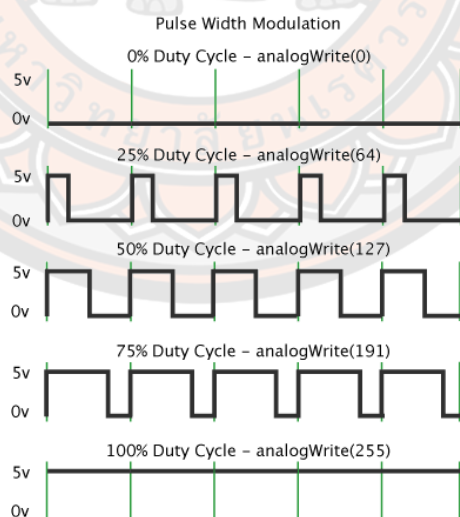 Pulse Width Modulation
0% Duty Cycle – analogWrite(0)
5v
0v
25% Duty Cycle – analogWrite(64)
5v
0v
50% Duty Cycle – analogWrite(127)
5v
0v
75% Duty Cycle – analogWrite(191)
5v
0v
100% Duty Cycle – analogWrite(255)
5v
0v